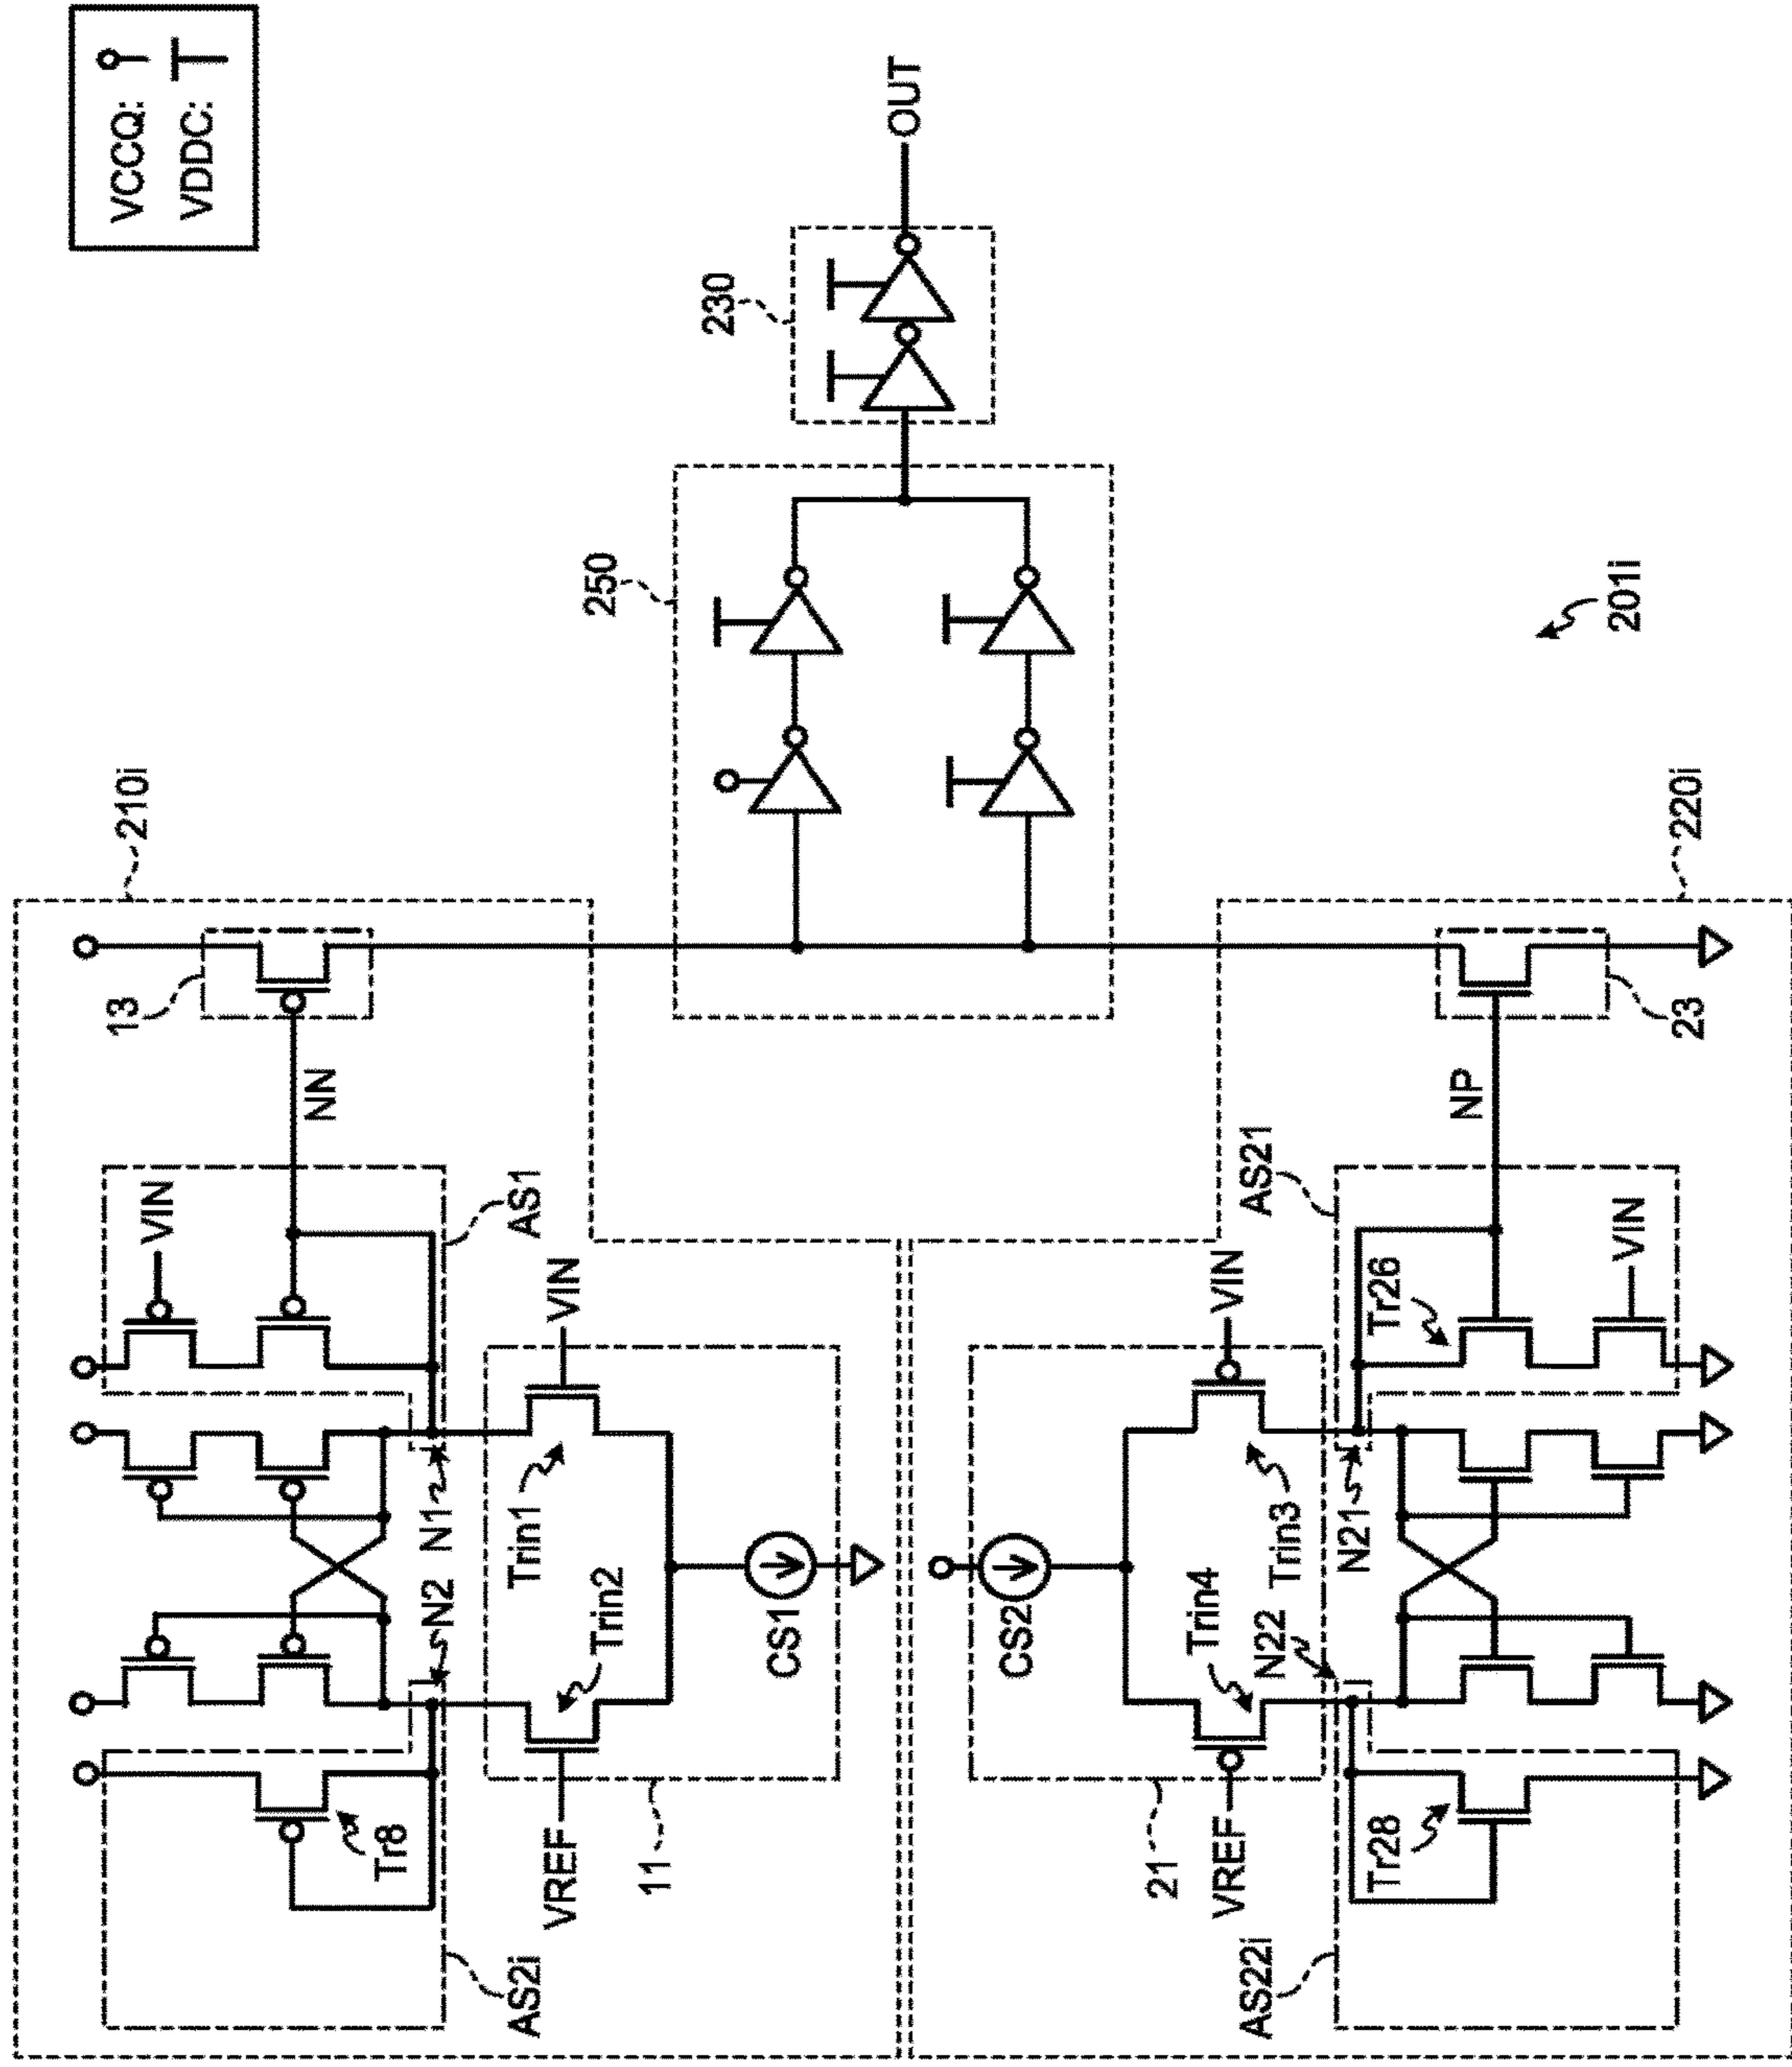 VCCQ:
VDDC:
210i
13
NN
VIN
AS1
N1
N2
Tr8
AS2i
VIN
Trin1
Trin2
VREF
11
CS1
250
230
OUT
201i
CS2
VIN
Trin3
Trin4
VREF
21
N21
N22
AS21
Tr26
VIN
NP
23
220i
Tr28
AS22i